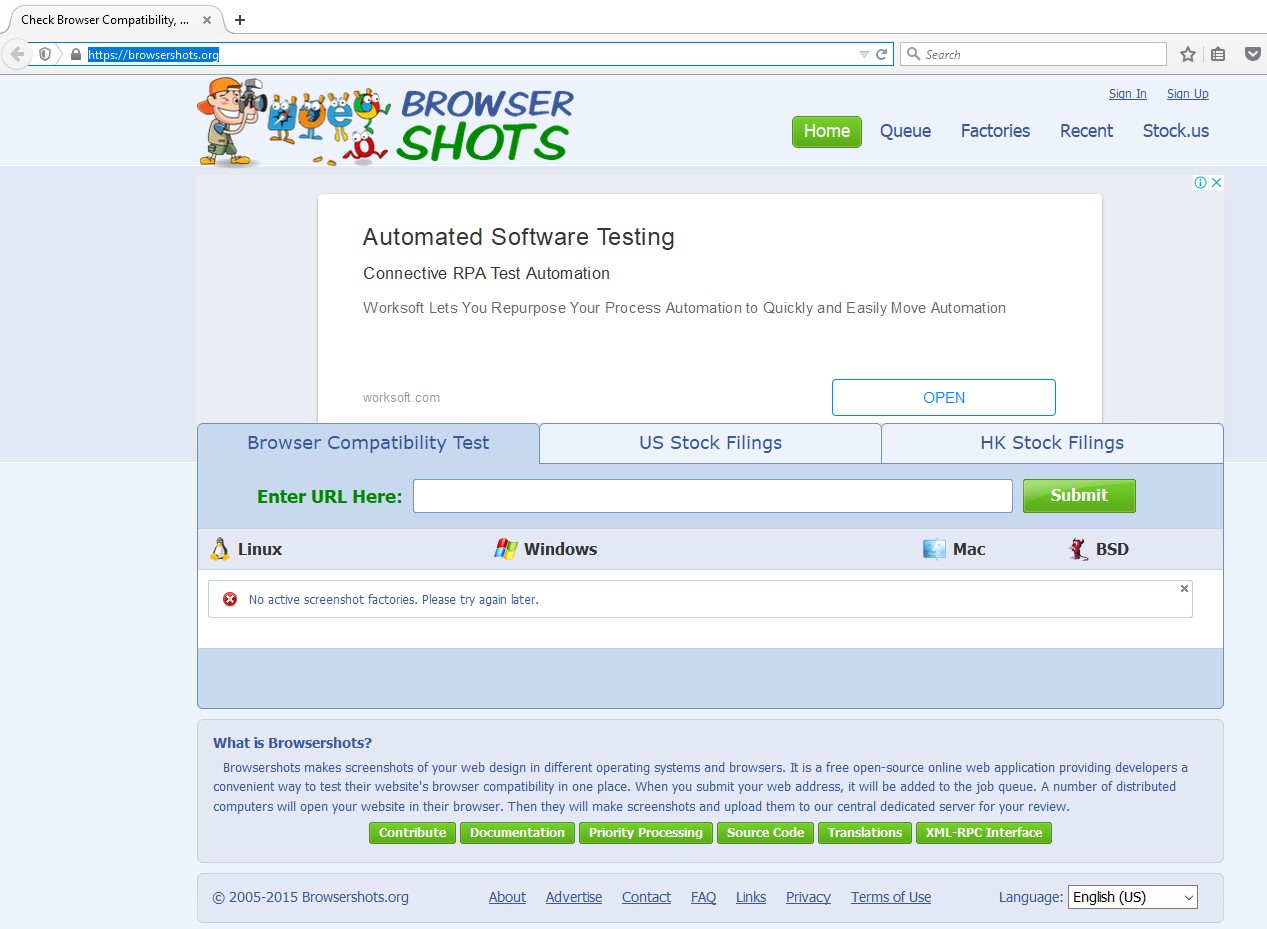 Check Browser Compatibility, ...
https://browsershots.org
Search
BROWSER
SHOTS
Sign In
Sign Up
Home
Queue
Factories
Recent
Stock.us
Automated Software Testing
Connective RPA Test Automation
Worksoft Lets You Repurpose Your Process Automation to Quickly and Easily Move Automation
worksoft.com
OPEN
Browser Compatibility Test
US Stock Filings
HK Stock Filings
Enter URL Here:
Submit
Linux
Windows
Mac
BSD
No active screenshot factories. Please try again later.
What is Browsershots?
Browsershots makes screenshots of your web design in different operating systems and browsers. It is a free open-source online web application providing developers a
convenient way to test their website's browser compatibility in one place. When you submit your web address, it will be added to the job queue. A number of distributed
computers will open your website in their browser. Then they will make screenshots and upload them to our central dedicated server for your review.
Contribute
Documentation
Priority Processing
Source Code
Translations
XML-RPC Interface
© 2005-2015 Browsershots.org
About
Advertise
Contact
FAQ
Links
Privacy
Terms of Use
Language:
English (US)